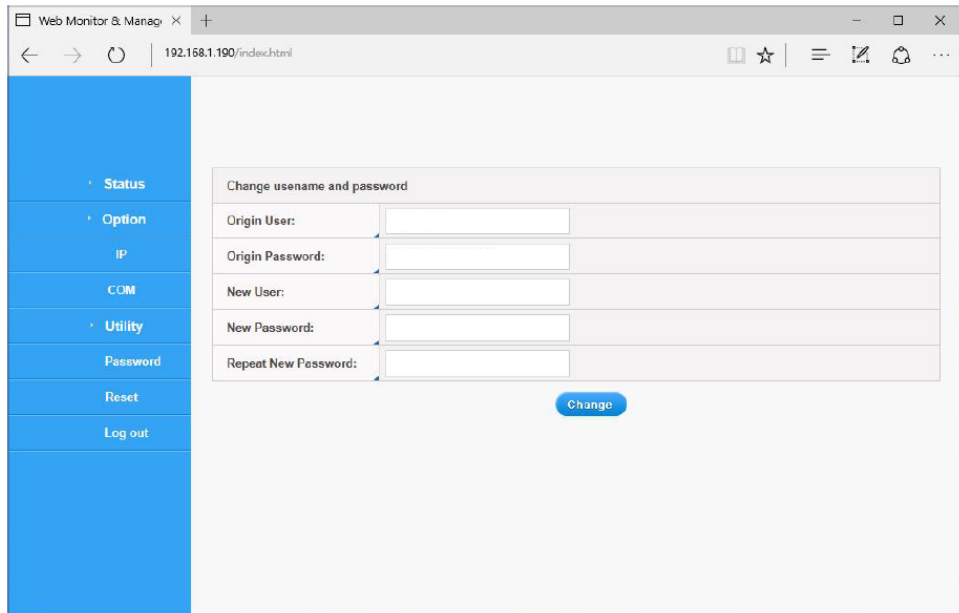 Web Monitor & Manag
192.168.1.190/index.html
Status
Option
IP
COM
Utility
Password
Reset
Log out
Change usename and password
Origin User:
Origin Password:
New User:
New Password:
Repeat New Password:
Change